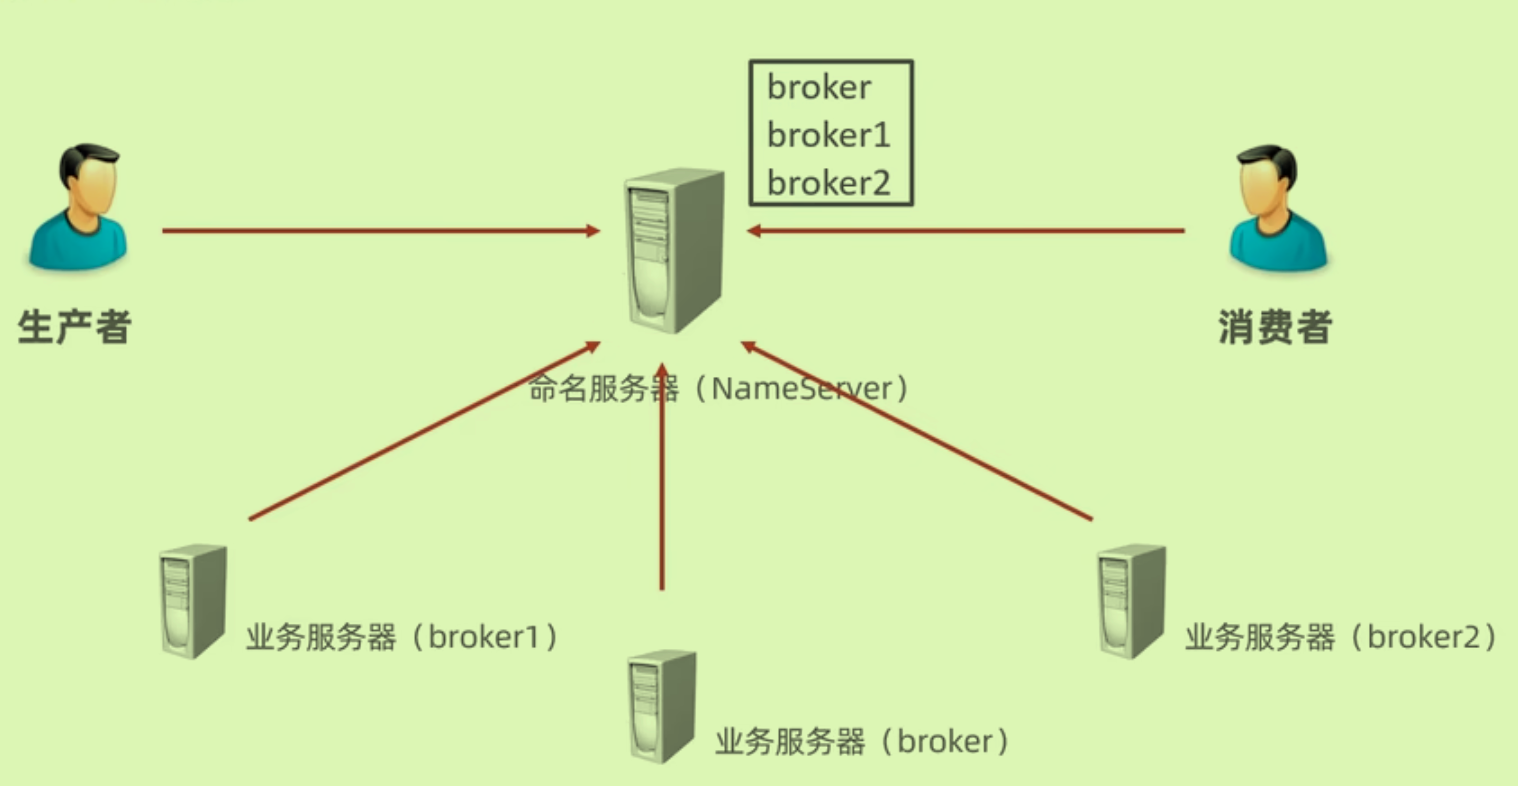 broker
broker1
broker2
生产者
消费者
命名服务器（NameServer）
业务服务器（broker1）
业务服务器（broker2）
业务服务器（broker）